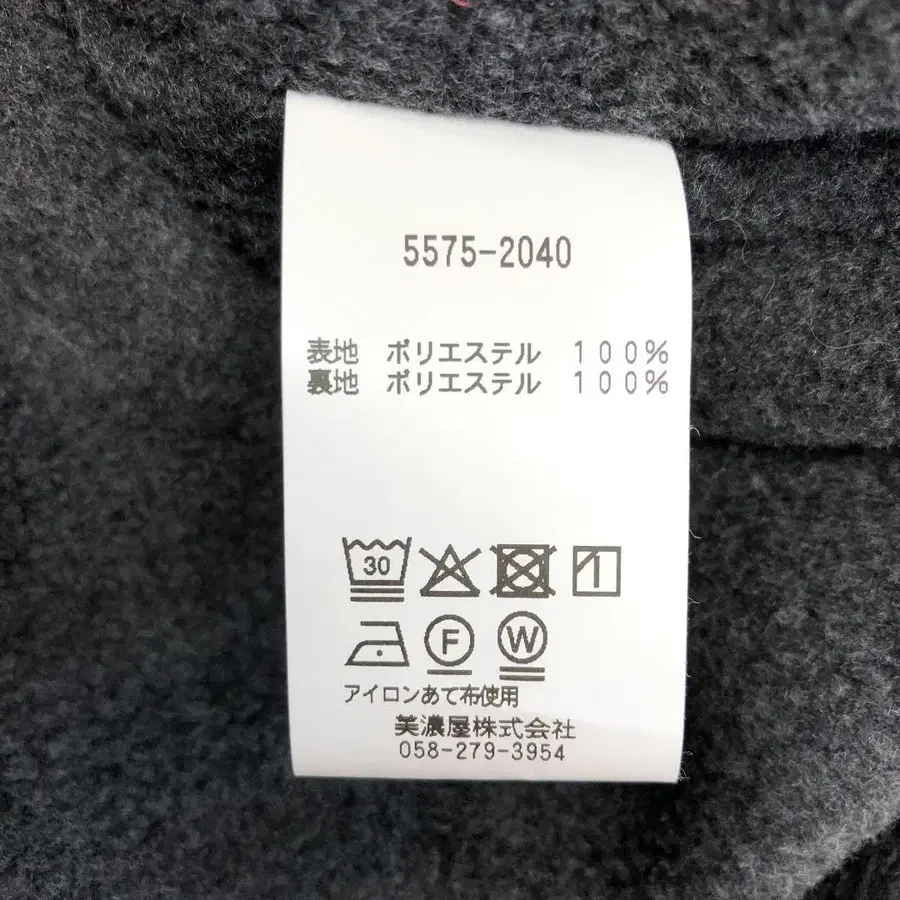 5575-2040
表地 ポリエステル 100%
裏地 ポリエステル 100%
30
F W
アイロンあて布使用
美濃屋株式会社
058-279-3954